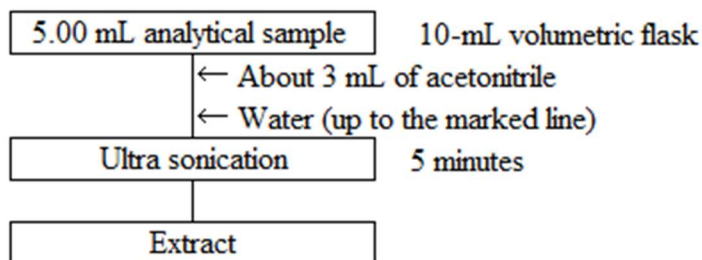 5.00 mL analytical sample 10-mL volumetric flask
← About 3 mL of acetonitrile
← Water (up to the marked line)
Ultra sonication 5 minutes
Extract